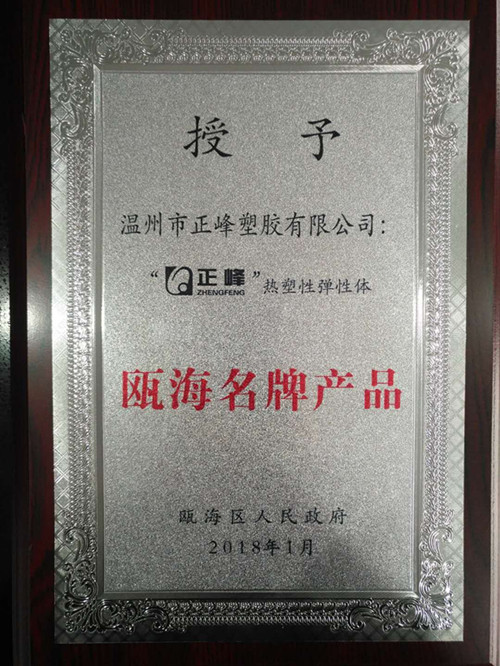 授 予
温州市正峰塑胶有限公司：
“正峰 ZHENGFENG”热塑性弹性体
瓯海名牌产品
瓯海区人民政府
2018年1月